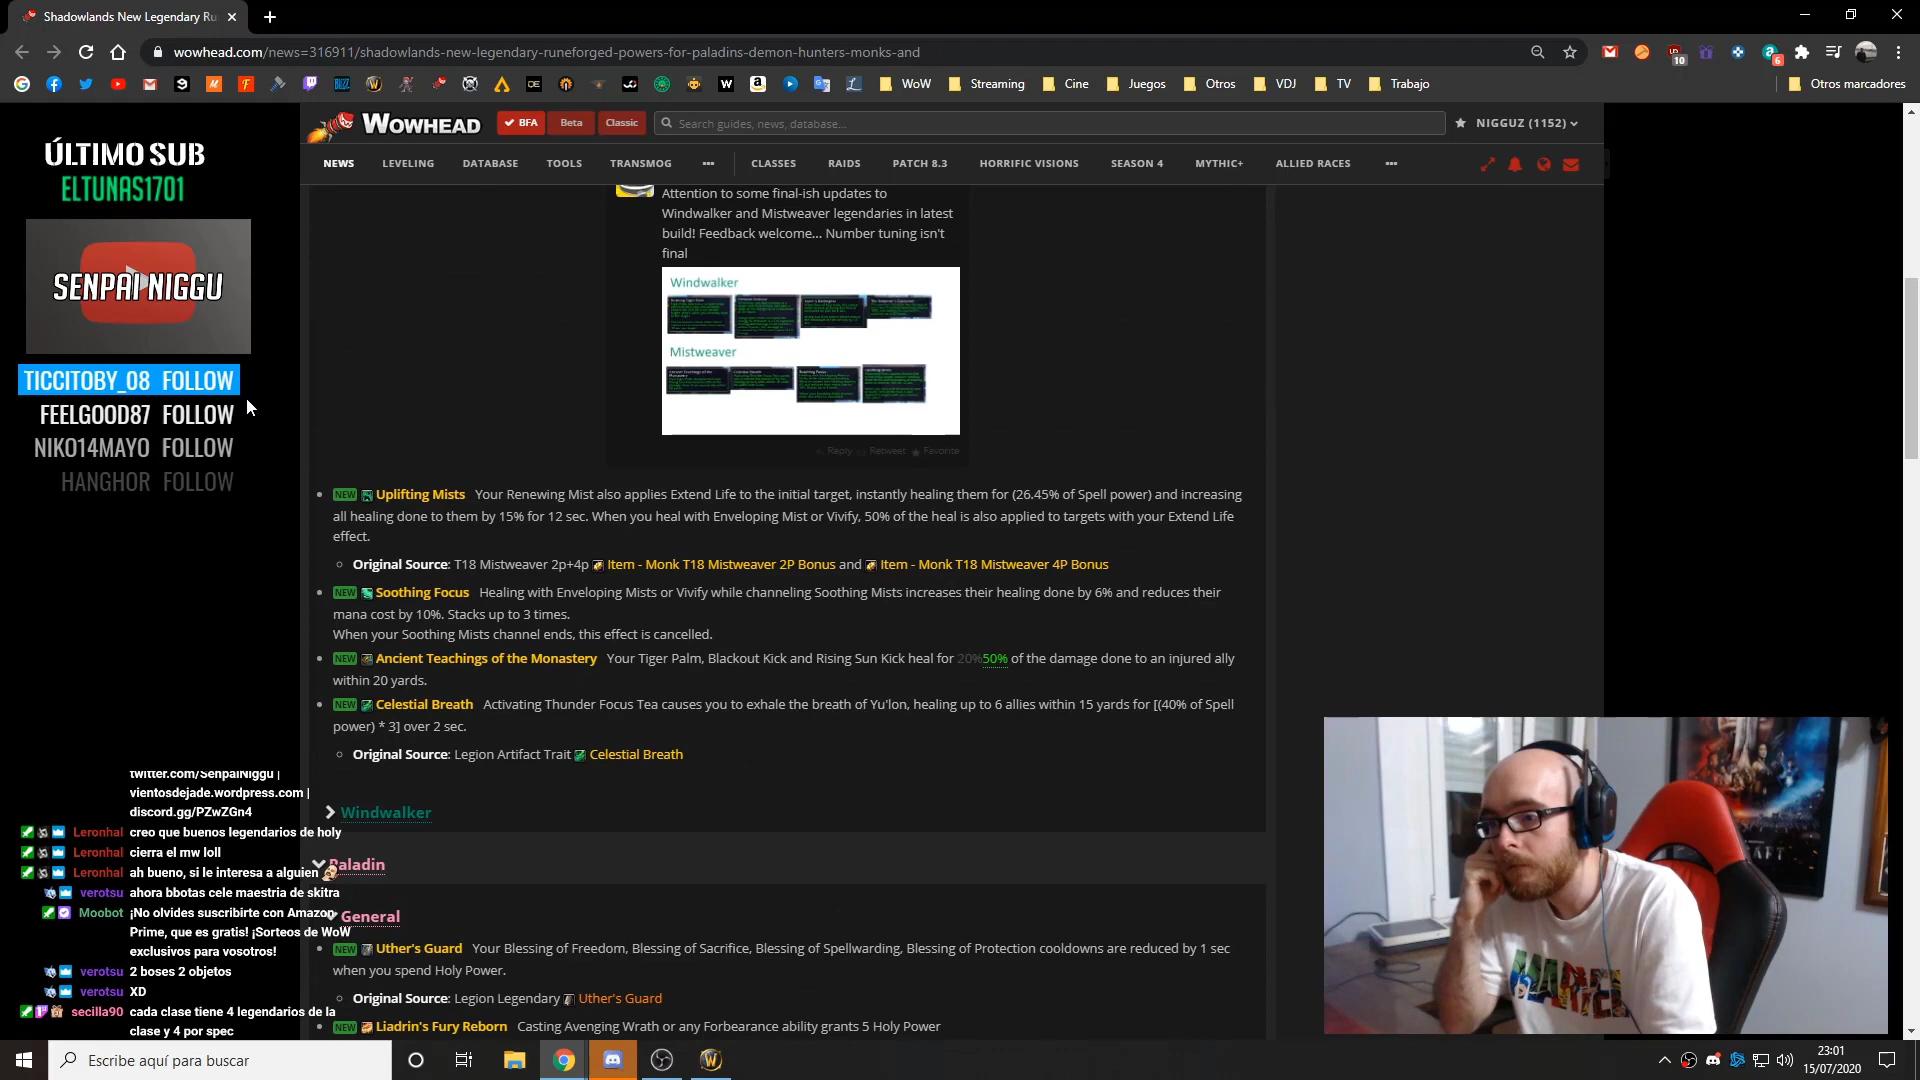 Shadowlands New Legendary Ru
wowhead.com/news=316911/shadowlands-new-legendary-runeforged-powers-for-paladins-demon-hunters-monks-and
10
6
WoW
Streaming
Cine
Juegos
Otros
VDJ
TV
Trabajo
Otros marcadores
WOWHEAD
BFA
Beta
Classic
Search guides, news, database...
NIGGUZ (1152)
NEWS
LEVELING
DATABASE
TOOLS
TRANSMOG
CLASSES
RAIDS
PATCH 8.3
HORRIFIC VISIONS
SEASON 4
MYTHIC+
ALLIED RACES
ÚLTIMO SUB
ELTUNAS1701
SENPAI NIGGU
TICCITOBY_08 FOLLOW
FEELGOOD87 FOLLOW
NIKO14MAYO FOLLOW
HANGHOR FOLLOW
Attention to some final-ish updates to
Windwalker and Mistweaver legendaries in latest
build! Feedback welcome... Number tuning isn't
final
Windwalker
Mistweaver
Reply Retweet Favorite
NEW Uplifting Mists Your Renewing Mist also applies Extend Life to the initial target, instantly healing them for (26.45% of Spell power) and increasing
all healing done to them by 15% for 12 sec. When you heal with Enveloping Mist or Vivify, 50% of the heal is also applied to targets with your Extend Life
effect.
Original Source: T18 Mistweaver 2p+4p Item - Monk T18 Mistweaver 2P Bonus and Item - Monk T18 Mistweaver 4P Bonus
NEW Soothing Focus Healing with Enveloping Mists or Vivify while channeling Soothing Mists increases their healing done by 6% and reduces their
mana cost by 10%. Stacks up to 3 times.
When your Soothing Mists channel ends, this effect is cancelled.
NEW Ancient Teachings of the Monastery Your Tiger Palm, Blackout Kick and Rising Sun Kick heal for 20%50% of the damage done to an injured ally
within 20 yards.
NEW Celestial Breath Activating Thunder Focus Tea causes you to exhale the breath of Yu'lon, healing up to 6 allies within 15 yards for [(40% of Spell
power) * 3] over 2 sec.
Original Source: Legion Artifact Trait Celestial Breath
Windwalker
Paladin
General
NEW Uther's Guard Your Blessing of Freedom, Blessing of Sacrifice, Blessing of Spellwarding, Blessing of Protection cooldowns are reduced by 1 sec
when you spend Holy Power.
Original Source: Legion Legendary Uther's Guard
NEW Liadrin's Fury Reborn Casting Avenging Wrath or any Forbearance ability grants 5 Holy Power
twitter.com/SenpaiNiggu |
vientosdejade.wordpress.com |
discord.gg/PZwZGn4
Leronhal creo que buenos legendarios de holy
Leronhal cierra el mw loll
Leronhal ah bueno, si le interesa a alguien
verotsu ahora bbotas cele maestria de skitra
Moobot ¡No olvides suscribirte con Amazon
Prime, que es gratis! ¡Sorteos de WoW
exclusivos para vosotros!
verotsu 2 boses 2 objetos
verotsu XD
secilla90 cada clase tiene 4 legendarios de la
clase y 4 por spec
Escribe aquí para buscar
23:01
15/07/2020